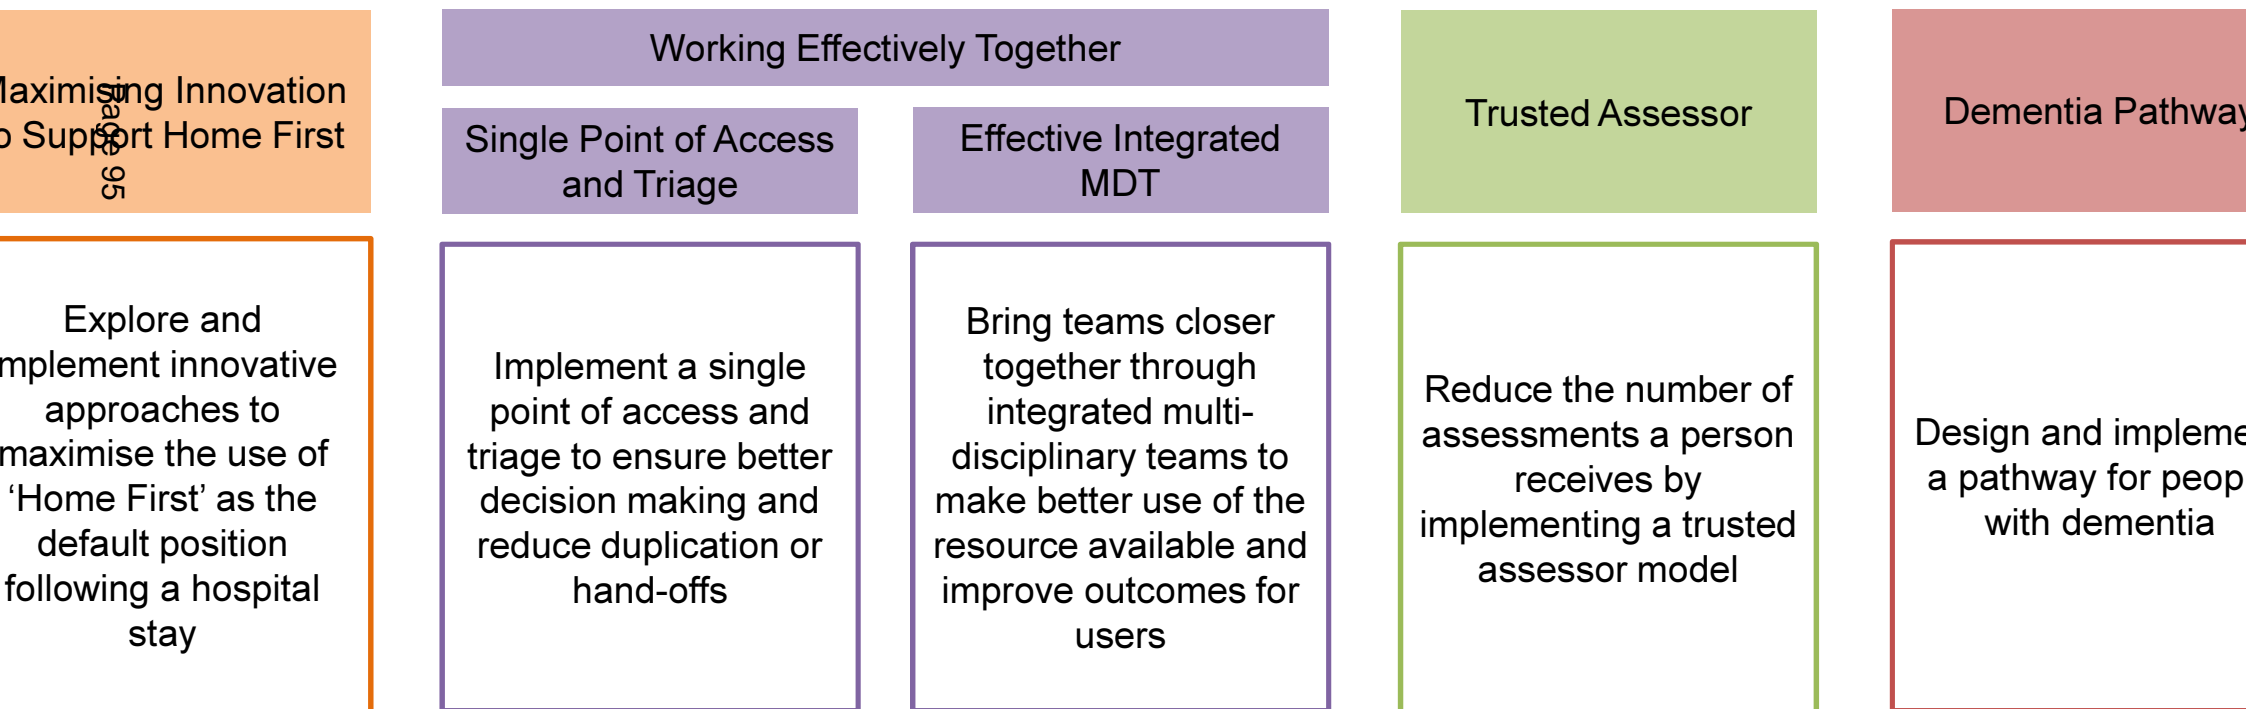 Maximising Innovation
o Support Home First
Page 95
Explore and
mplement innovative
approaches to
maximise the use of
‘Home First’ as the
default position
following a hospital
stay
Working Effectively Together
Single Point of Access
and Triage
Implement a single
point of access and
triage to ensure better
decision making and
reduce duplication or
hand-offs
Effective Integrated
MDT
Bring teams closer
together through
integrated multi-
disciplinary teams to
make better use of the
resource available and
improve outcomes for
users
Trusted Assessor
Reduce the number of
assessments a person
receives by
implementing a trusted
assessor model
Dementia Pathway
Design and impleme
a pathway for peop
with dementia